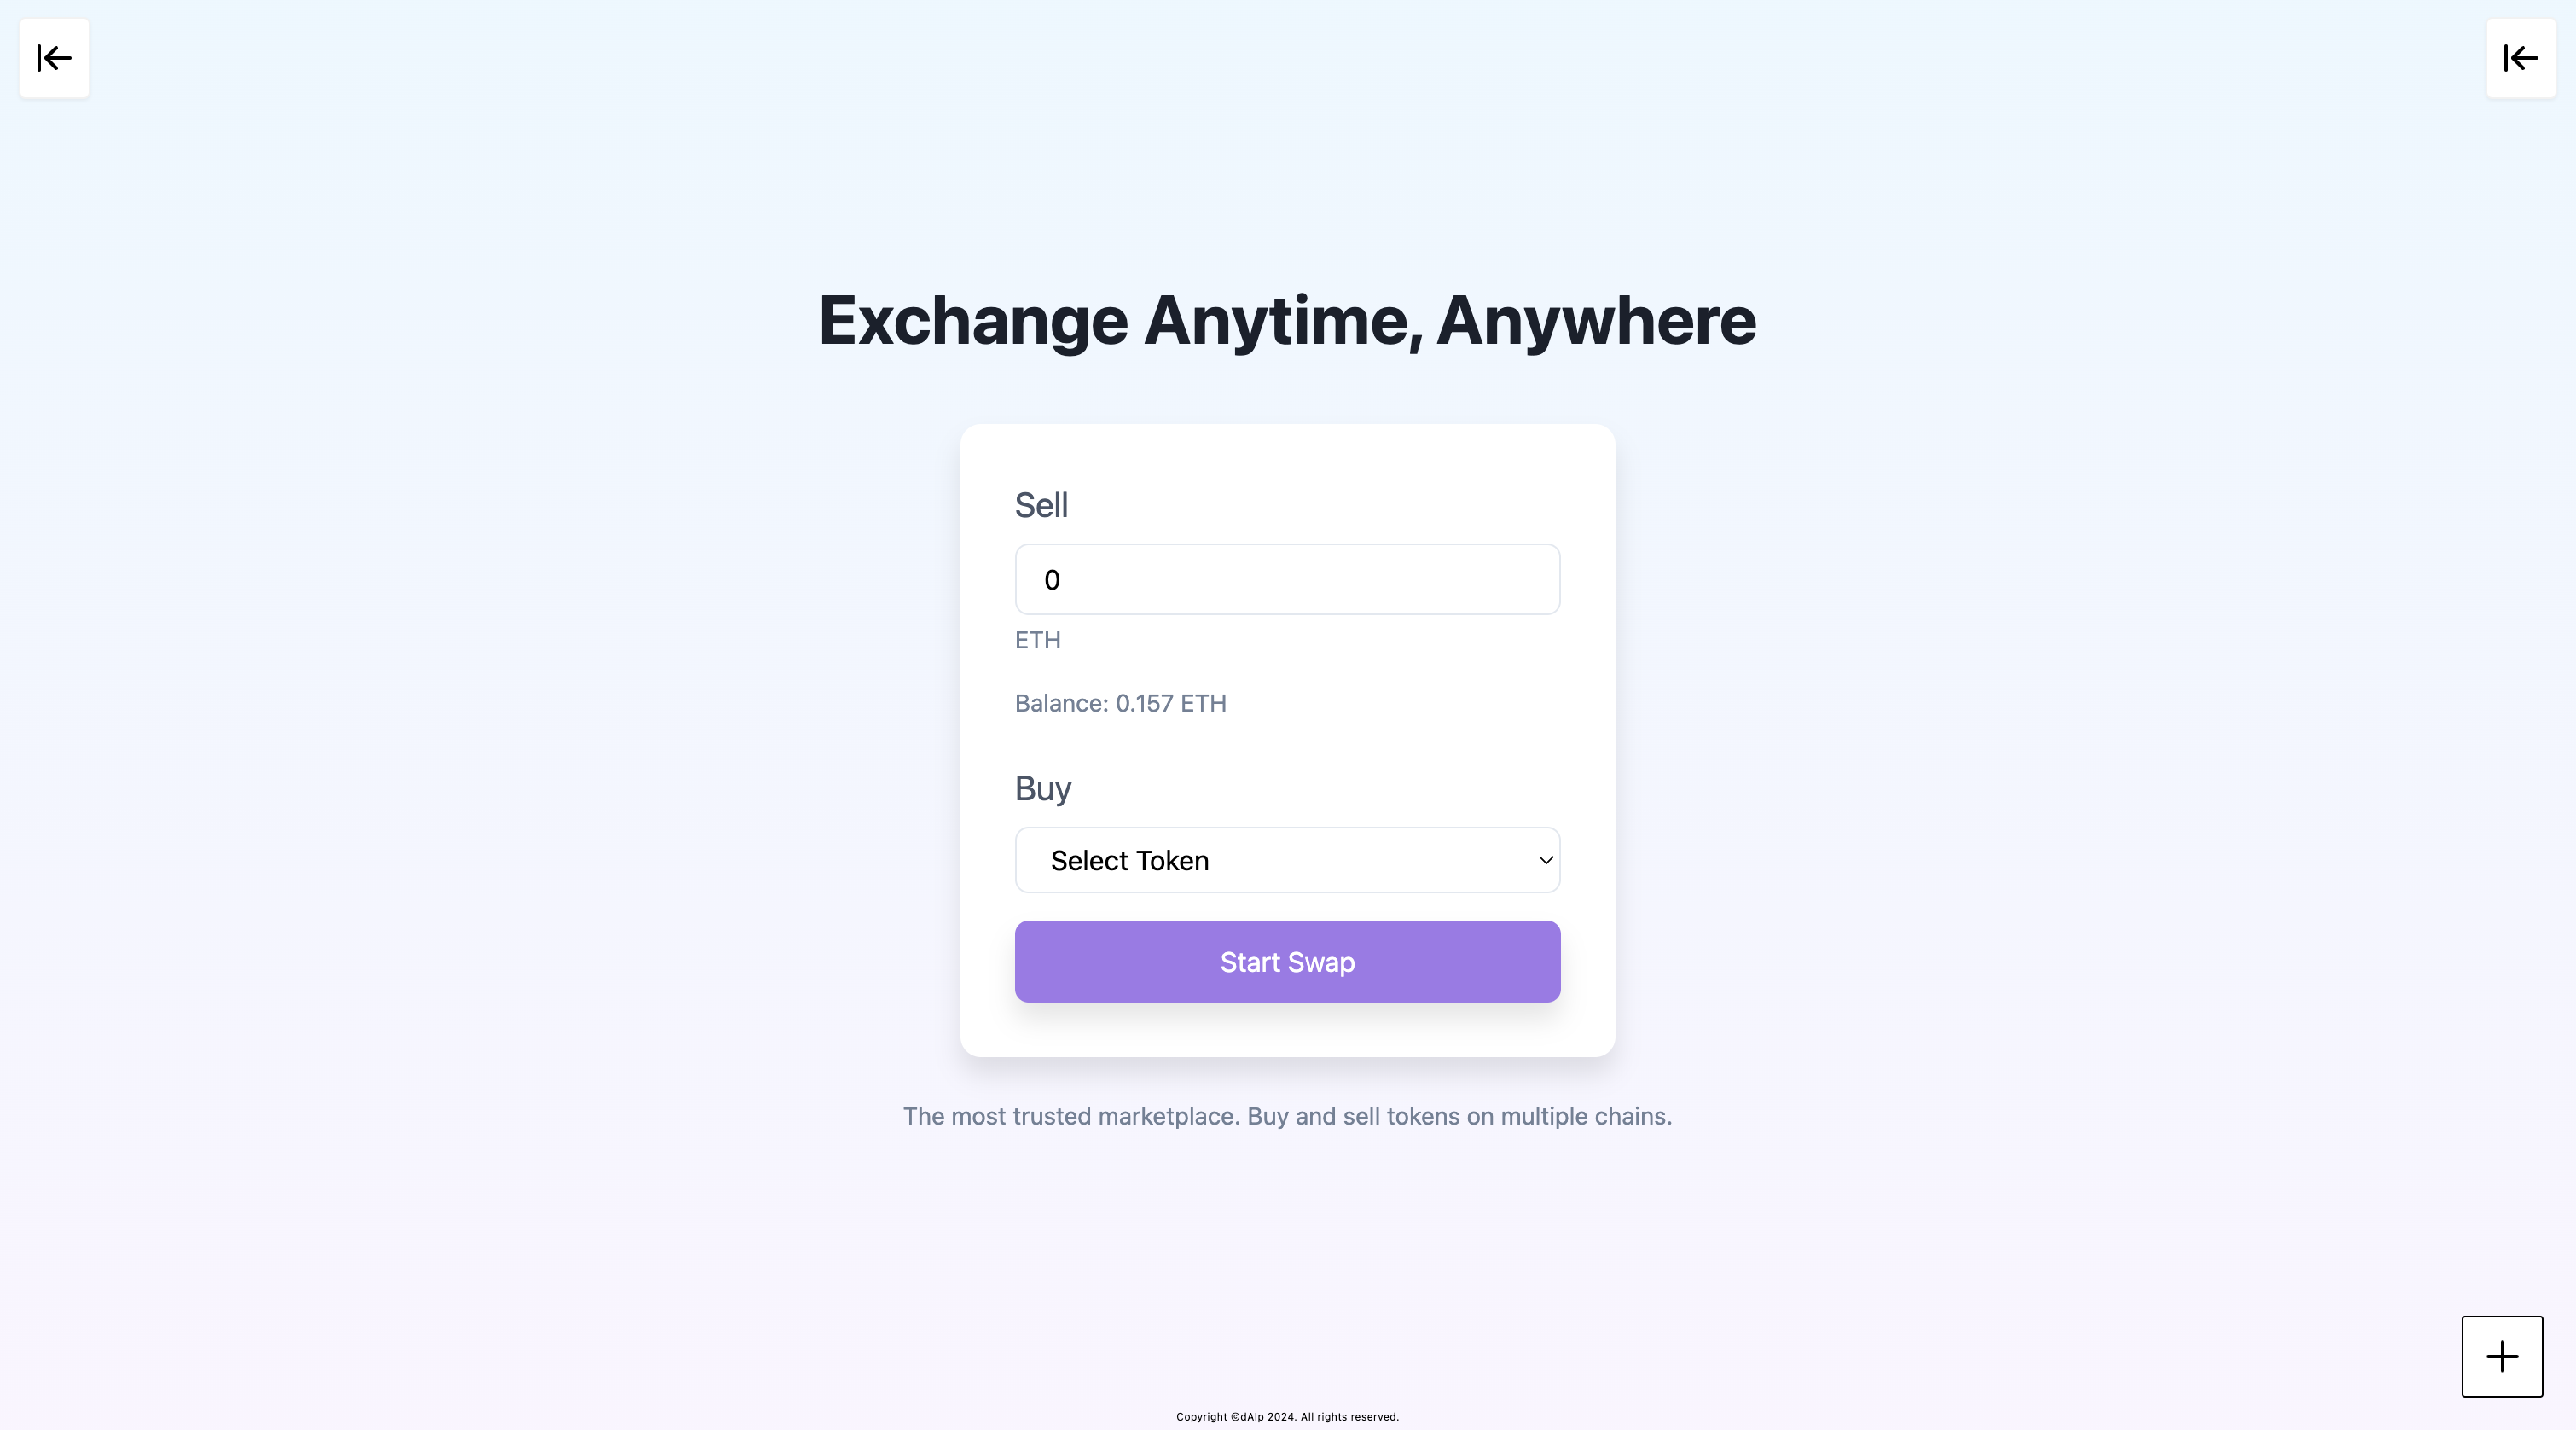 Exchange Anytime, Anywhere
Sell
0
ETH
Balance: 0.157 ETH
Buy
Select Token
Start Swap
The most trusted marketplace. Buy and sell tokens on multiple chains.
Copyright ©dAIp 2024. All rights reserved.